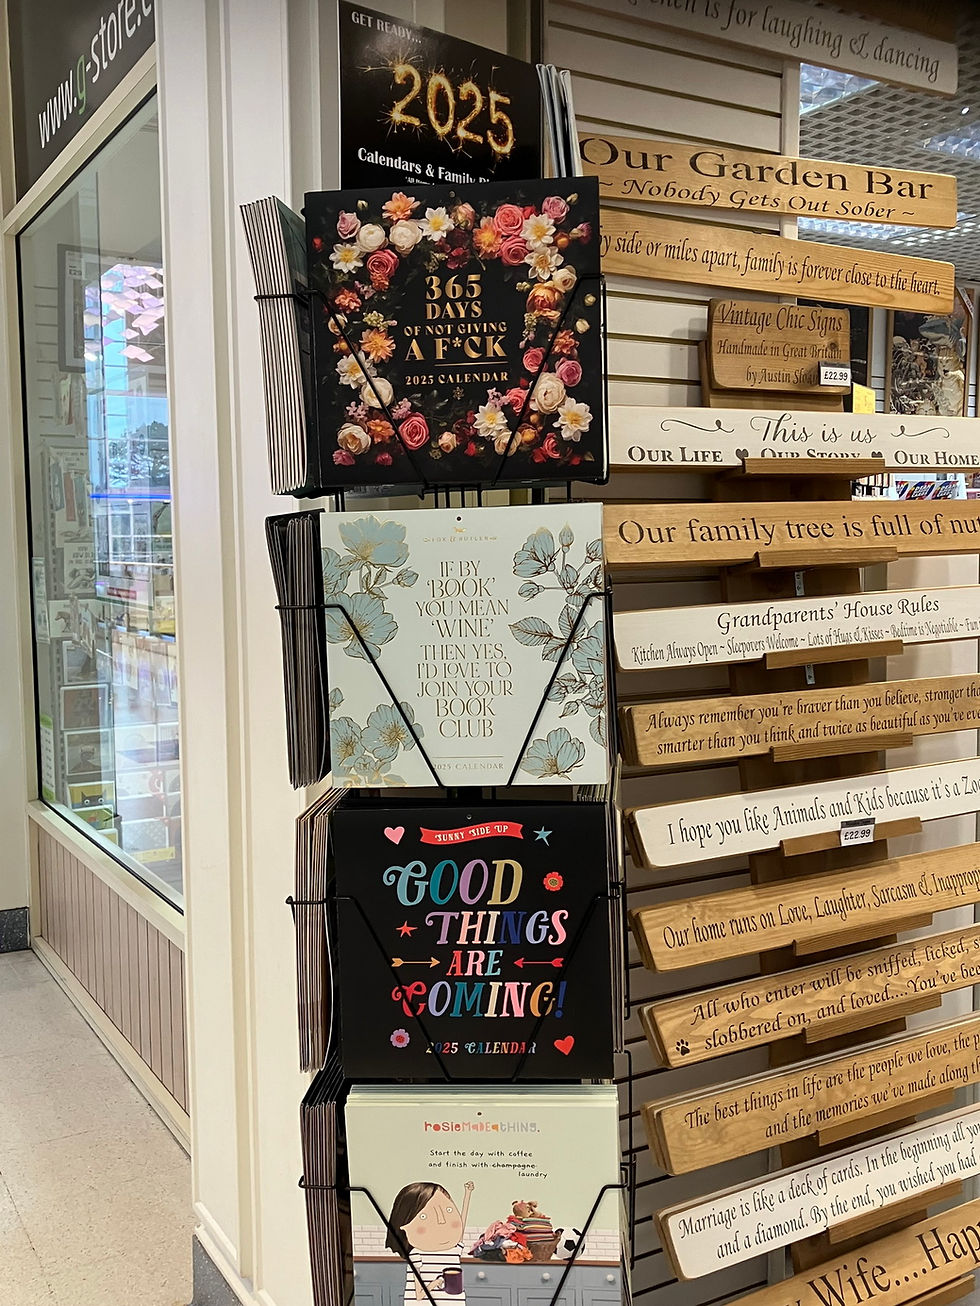 www.g-store.c
GET READY...
2025
Calendars & Family
365
DAYS
OF NOT GIVING
A F*CK
2025 CALENDAR
IF BY
'BOOK'
YOU MEAN
'WINE'
THEN YES,
I'D LOVE TO
JOIN YOUR
BOOK
CLUB
2025 CALENDAR
SUNNY SIDE UP
GOOD
THINGS
ARE
COMING!
2025 CALENDAR
rosiemadeathing.
Start the day with coffee
and finish with champagne
laundry
is for laughing & dancing
Our Garden Bar
~ Nobody Gets Out Sober ~
side or miles apart, family is forever close to the heart.
Vintage Chic Signs
Handmade in Great Britain
by Austin Sloan
£22.99
This is us
OUR LIFE OUR STORY OUR HOME
Our family tree is full of nu
Grandparents' House Rules
Kitchen Always Open ~ Sleepovers Welcome ~ Lots of Hugs & Kisses ~ Bedtime is Negotiable ~ Fun
Always remember you're braver than you believe, stronger tha
smarter than you think and twice as beautiful as you've ev
I hope you like Animals and Kids because it's a Zo
£22.99
Our home runs on Love, Laughter, Sarcasm & Inapprop
All who enter will be sniffed, licked, s
slobbered on, and loved....You've bee
The best things in life are the people we love, the p
and the memories we've made along th
Marriage is like a deck of cards. In the beginning all yo
and a diamond. By the end, you wished you had
Wife....Hap